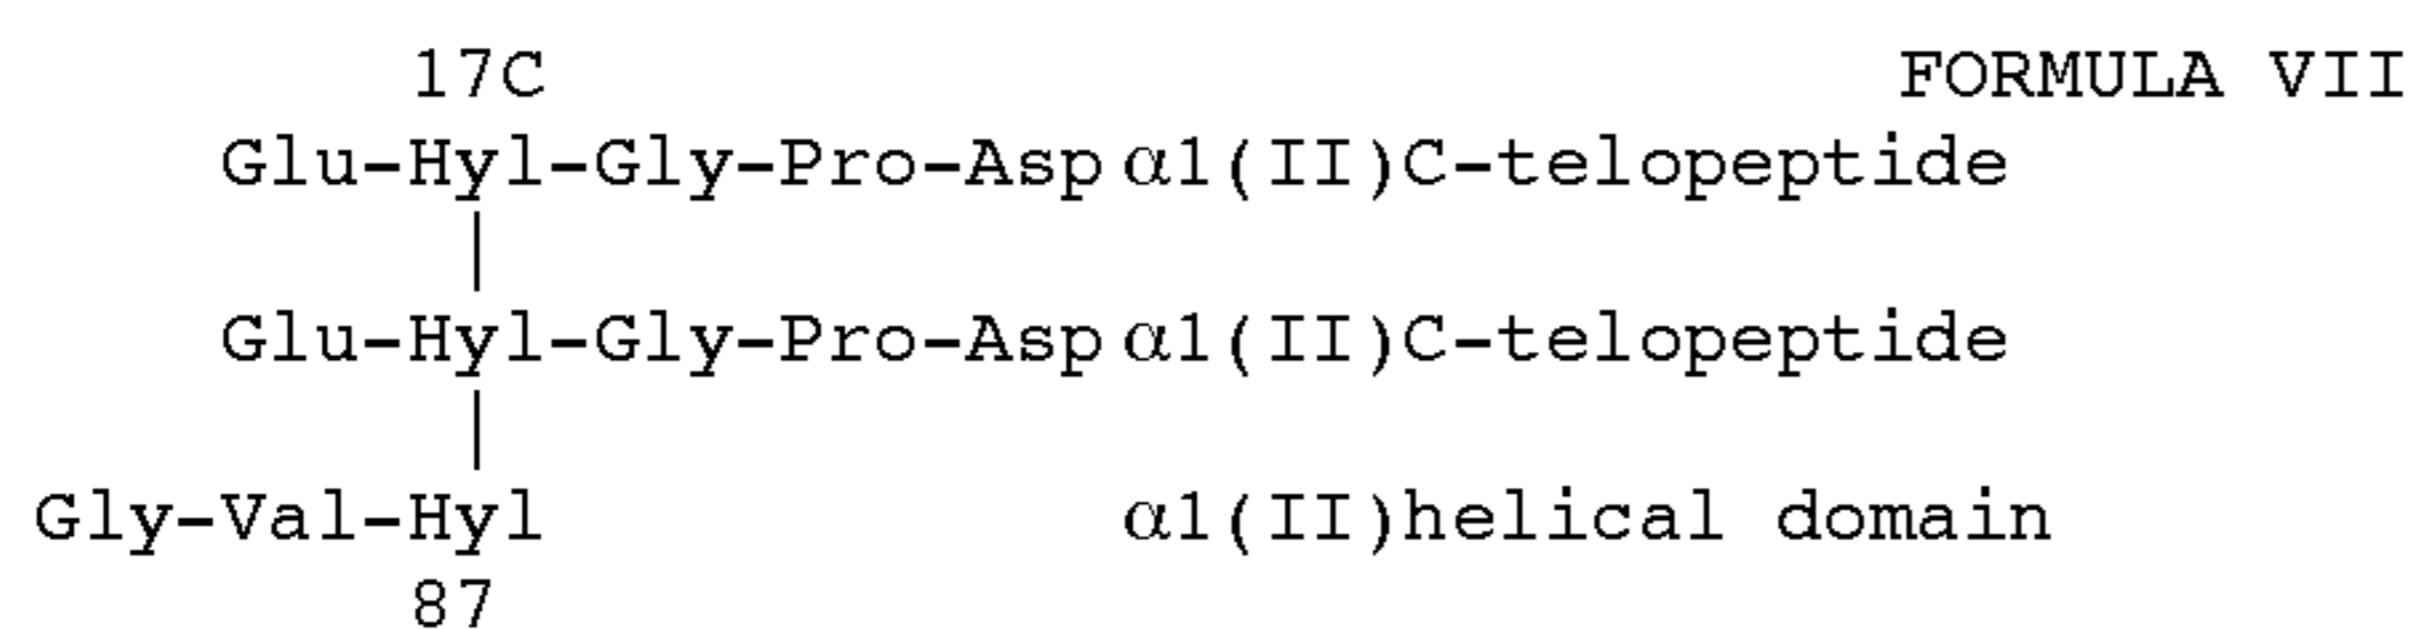 17C FORMULA VII
Glu-Hyl-Gly-Pro-Asp α1(II)C-telopeptide
Glu-Hyl-Gly-Pro-Asp α1(II)C-telopeptide
Gly-Val-Hyl α1(II)helical domain
87